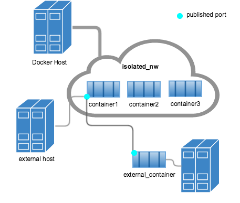 published port
Docker Host
isolated_nw
container1
container2
container3
external host
external_container